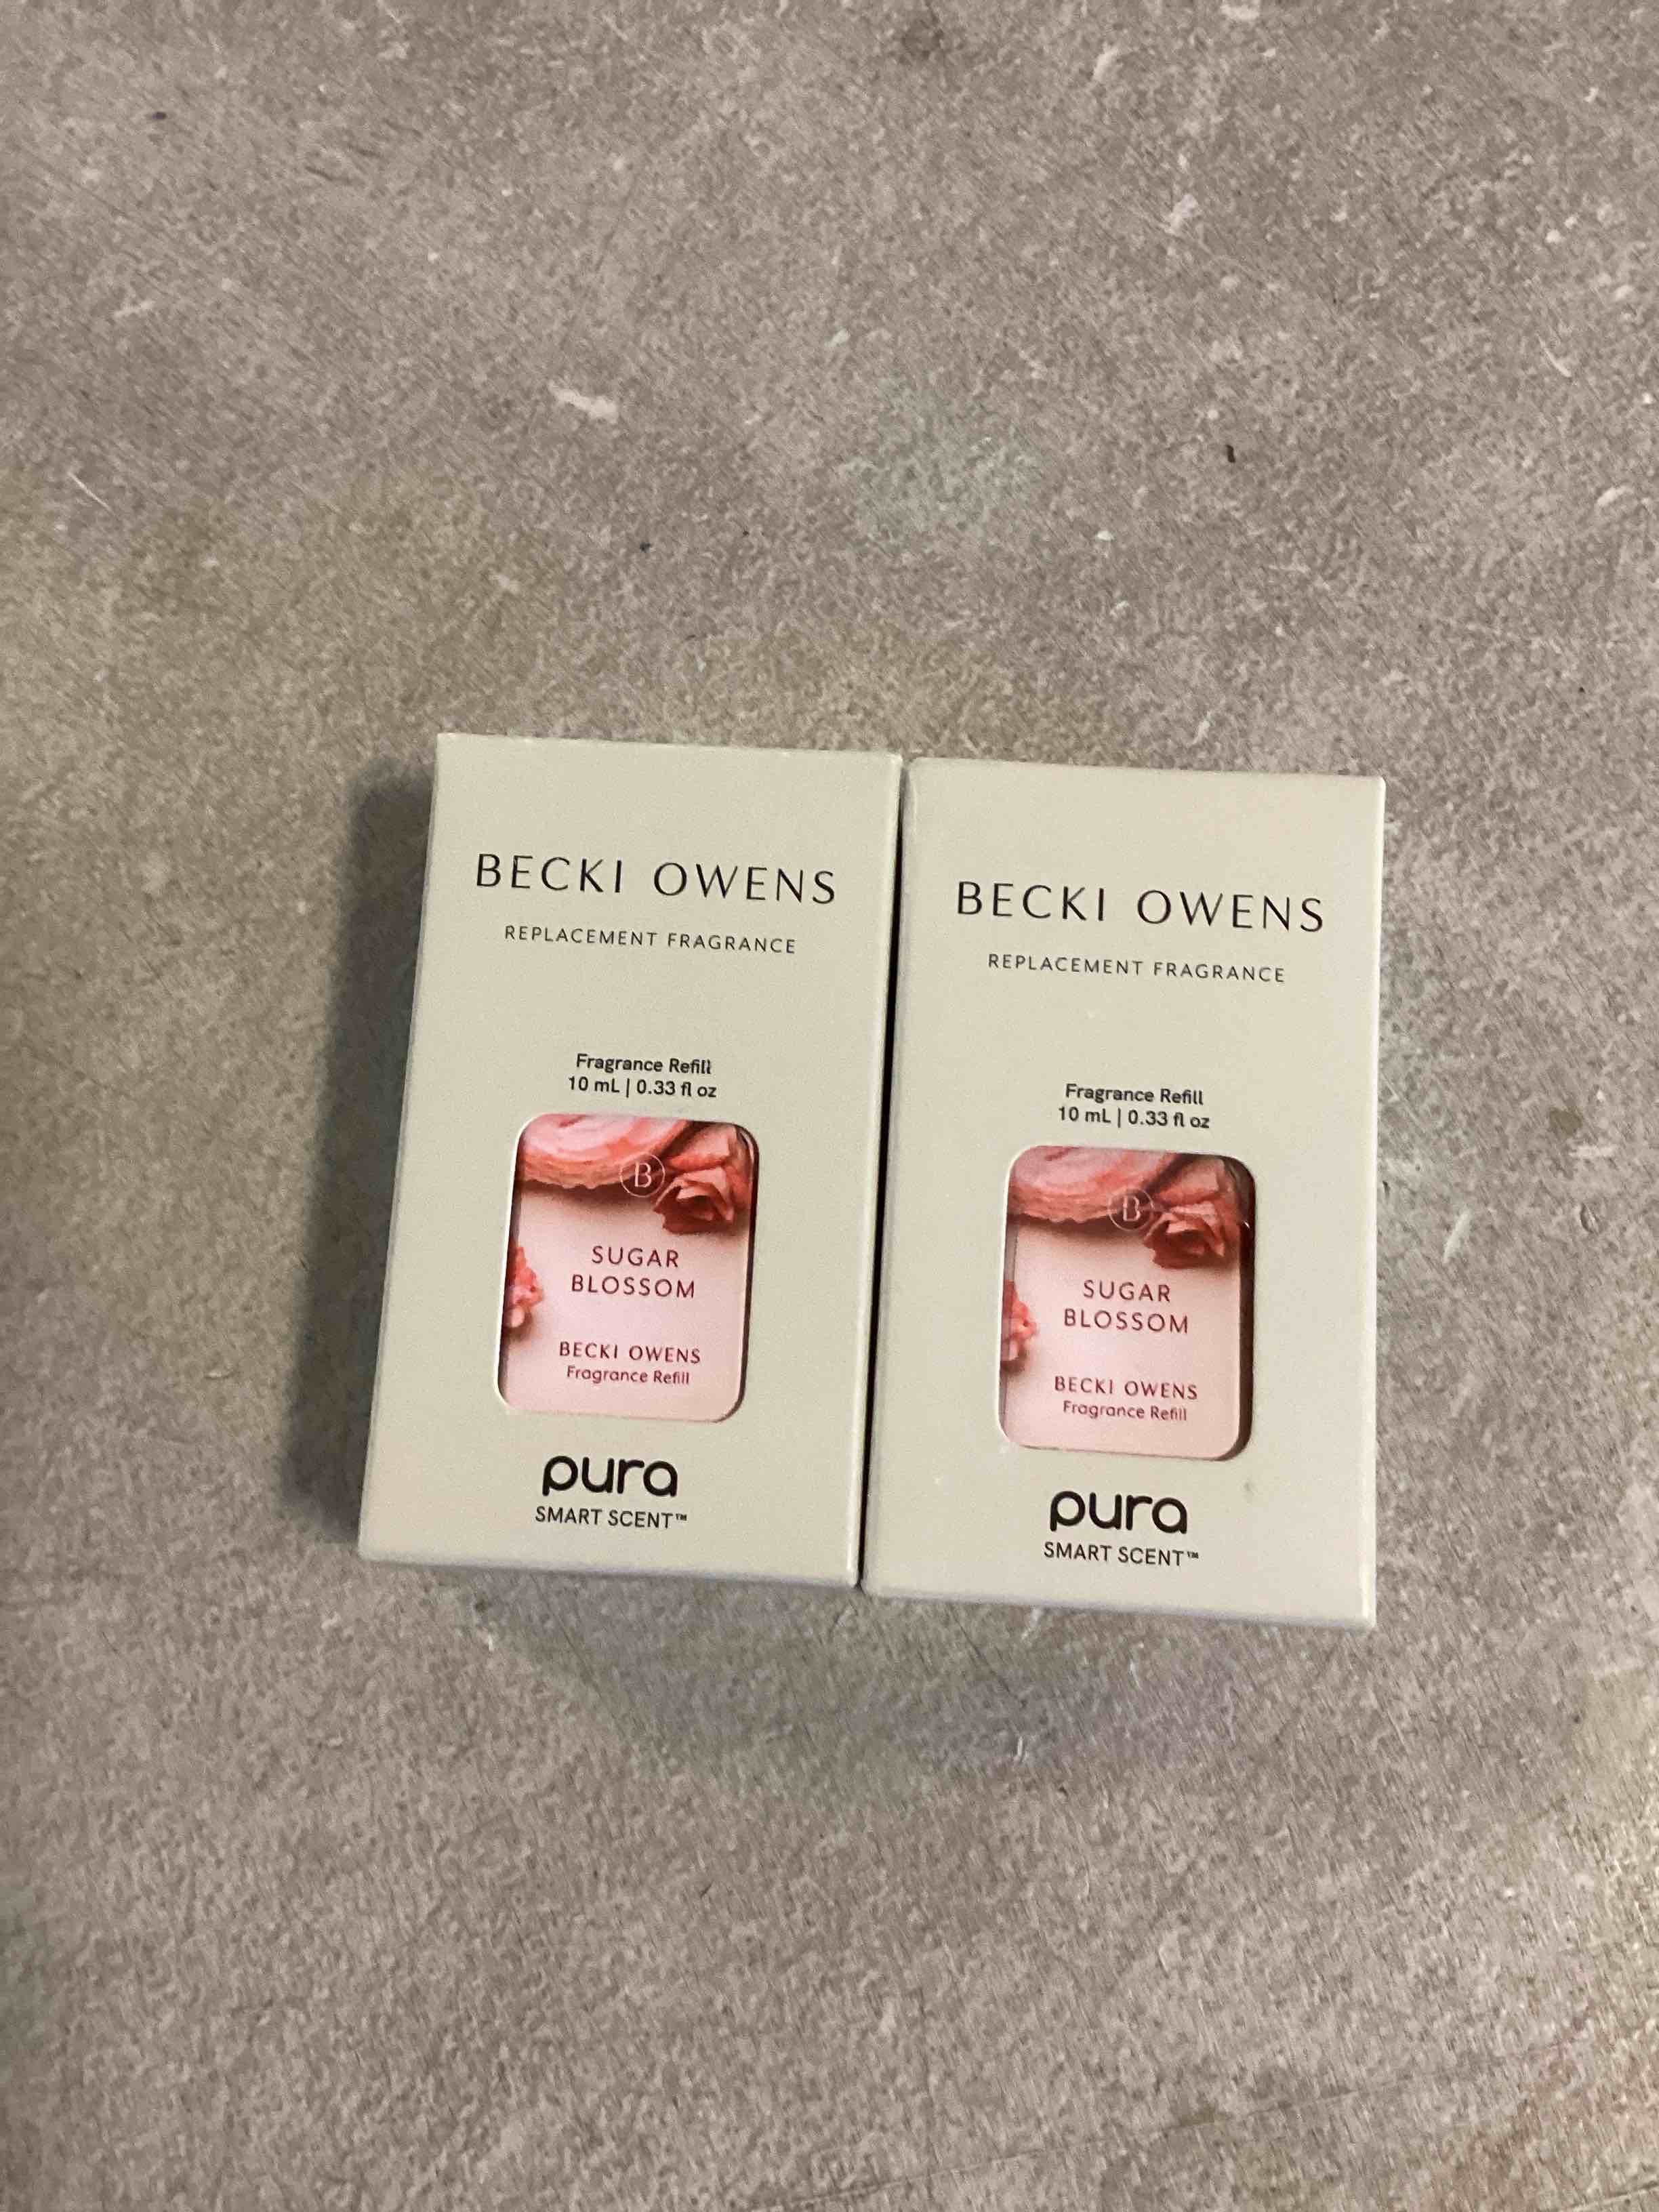 BECKI OWENS
REPLACEMENT FRAGRANCE
Fragrance Refill
10 mL | 0.33 fl oz
B
SUGAR
BLOSSOM
BECKI OWENS
Fragrance Refill
pura
SMART SCENT™
BECKI OWENS
REPLACEMENT FRAGRANCE
Fragrance Refill
10 mL | 0.33 fl oz
B
SUGAR
BLOSSOM
BECKI OWENS
Fragrance Refill
pura
SMART SCENT™